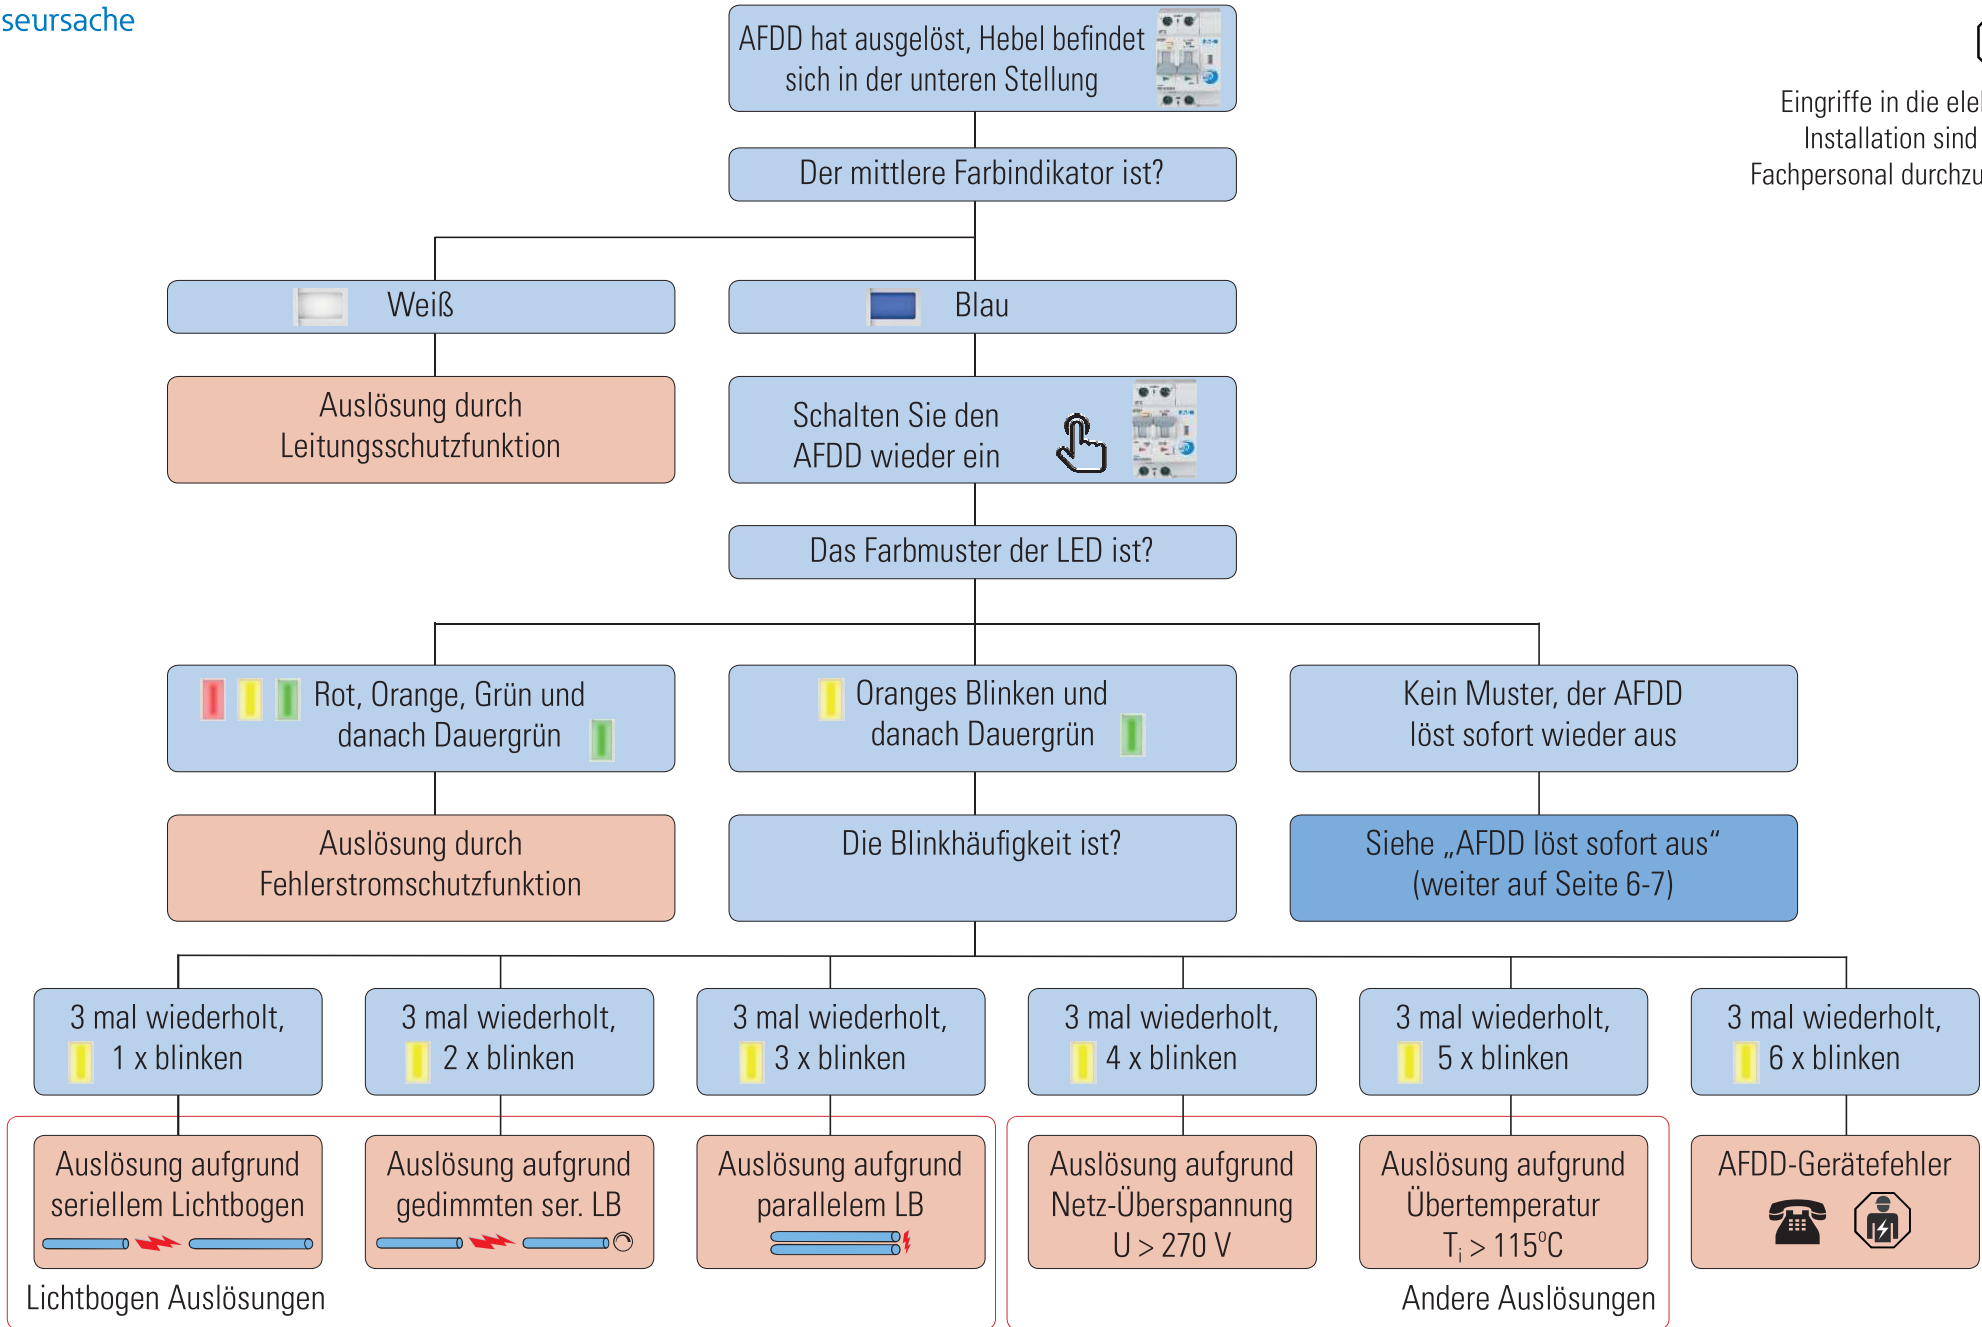 seursache
AFDD hat ausgelöst, Hebel befindet
sich in der unteren Stellung
Eingriffe in die ele
Installation sind
Fachpersonal durchzu
Der mittlere Farbindikator ist?
Weiß
Blau
Auslösung durch
Leitungsschutzfunktion
Schalten Sie den
AFDD wieder ein
Das Farbmuster der LED ist?
Rot, Orange, Grün und
danach Dauergrün
Oranges Blinken und
danach Dauergrün
Kein Muster, der AFDD
löst sofort wieder aus
Auslösung durch
Fehlerstromschutzfunktion
Die Blinkhäufigkeit ist?
Siehe „AFDD löst sofort aus“
(weiter auf Seite 6-7)
3 mal wiederholt,
1 x blinken
3 mal wiederholt,
2 x blinken
3 mal wiederholt,
3 x blinken
3 mal wiederholt,
4 x blinken
3 mal wiederholt,
5 x blinken
3 mal wiederholt,
6 x blinken
Auslösung aufgrund
seriellem Lichtbogen
Auslösung aufgrund
gedimmten ser. LB
Auslösung aufgrund
parallelem LB
Auslösung aufgrund
Netz-Überspannung
U > 270 V
Auslösung aufgrund
Übertemperatur
Ti > 115°C
AFDD-Gerätefehler
Lichtbogen Auslösungen
Andere Auslösungen